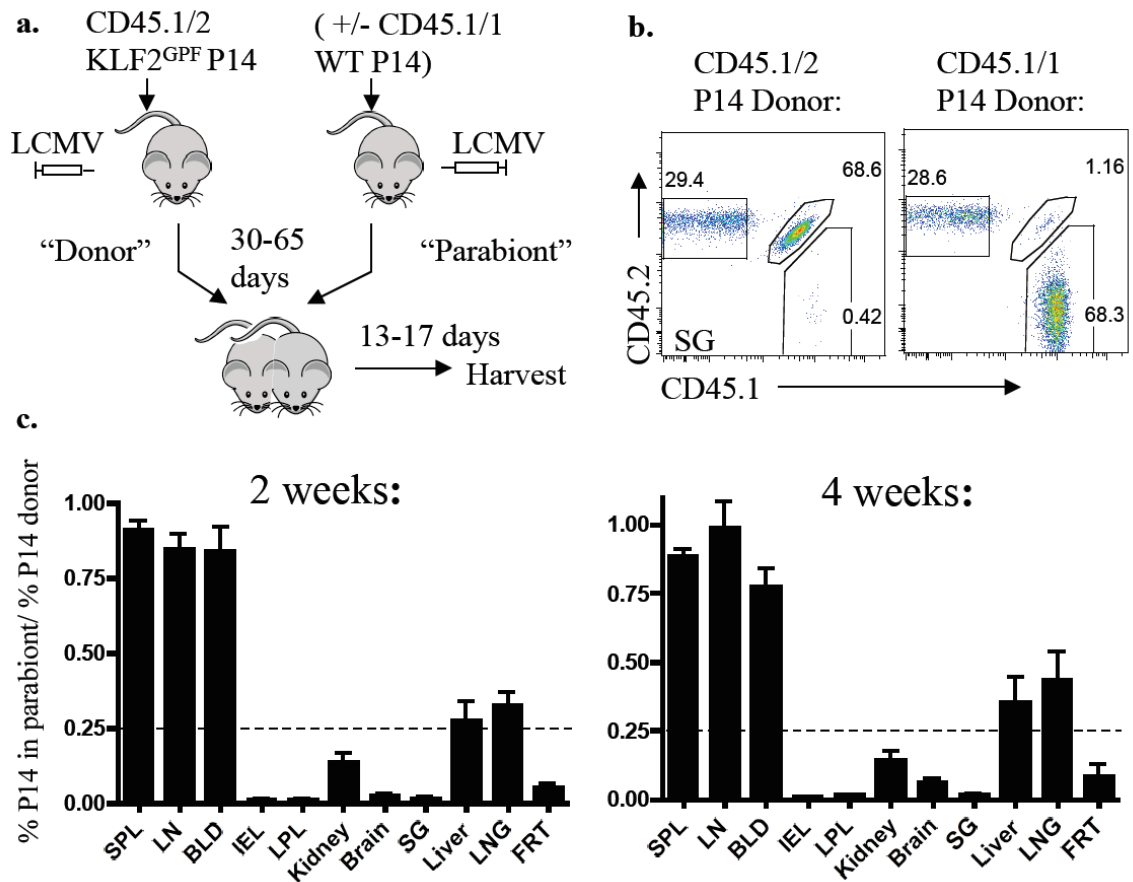 a.
CD45.1/2
KLF2GPF P14
( +/- CD45.1/1
WT P14)
LCMV
LCMV
“Donor”
30-65
days
“Parabiont”
13-17 days
Harvest
b.
CD45.1/2
P14 Donor:
CD45.1/1
P14 Donor:
29.4
68.6
0.42
SG
28.6
1.16
68.3
CD45.2
CD45.1
c.
2 weeks:
% P14 in parabiont/ % P14 donor
1.00
0.75
0.50
0.25
0.00
SPL
LN
BLD
IEL
LPL
Kidney
Brain
SG
Liver
LNG
FRT
4 weeks:
1.00
0.75
0.50
0.25
0.00
SPL
LN
BLD
IEL
LPL
Kidney
Brain
SG
Liver
LNG
FRT